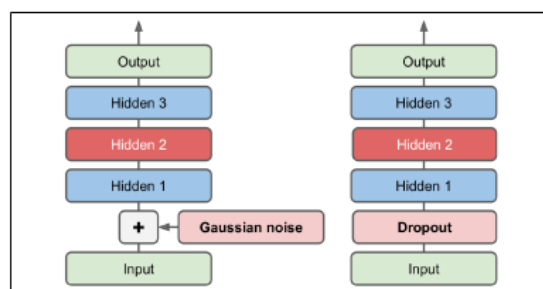 Output
Hidden 3
Hidden 2
Hidden 1
+
Gaussian noise
Input
Output
Hidden 3
Hidden 2
Hidden 1
Dropout
Input